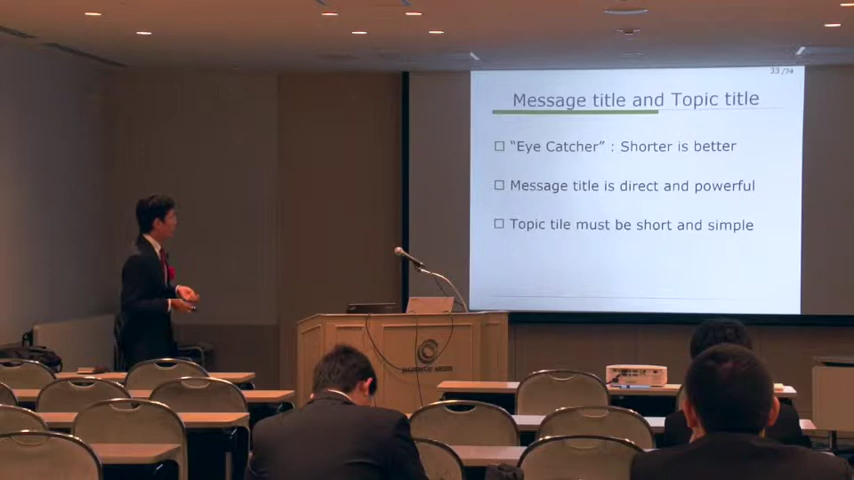 33/74
Message title and Topic title
☐ “Eye Catcher” : Shorter is better
☐ Message title is direct and powerful
☐ Topic tile must be short and simple